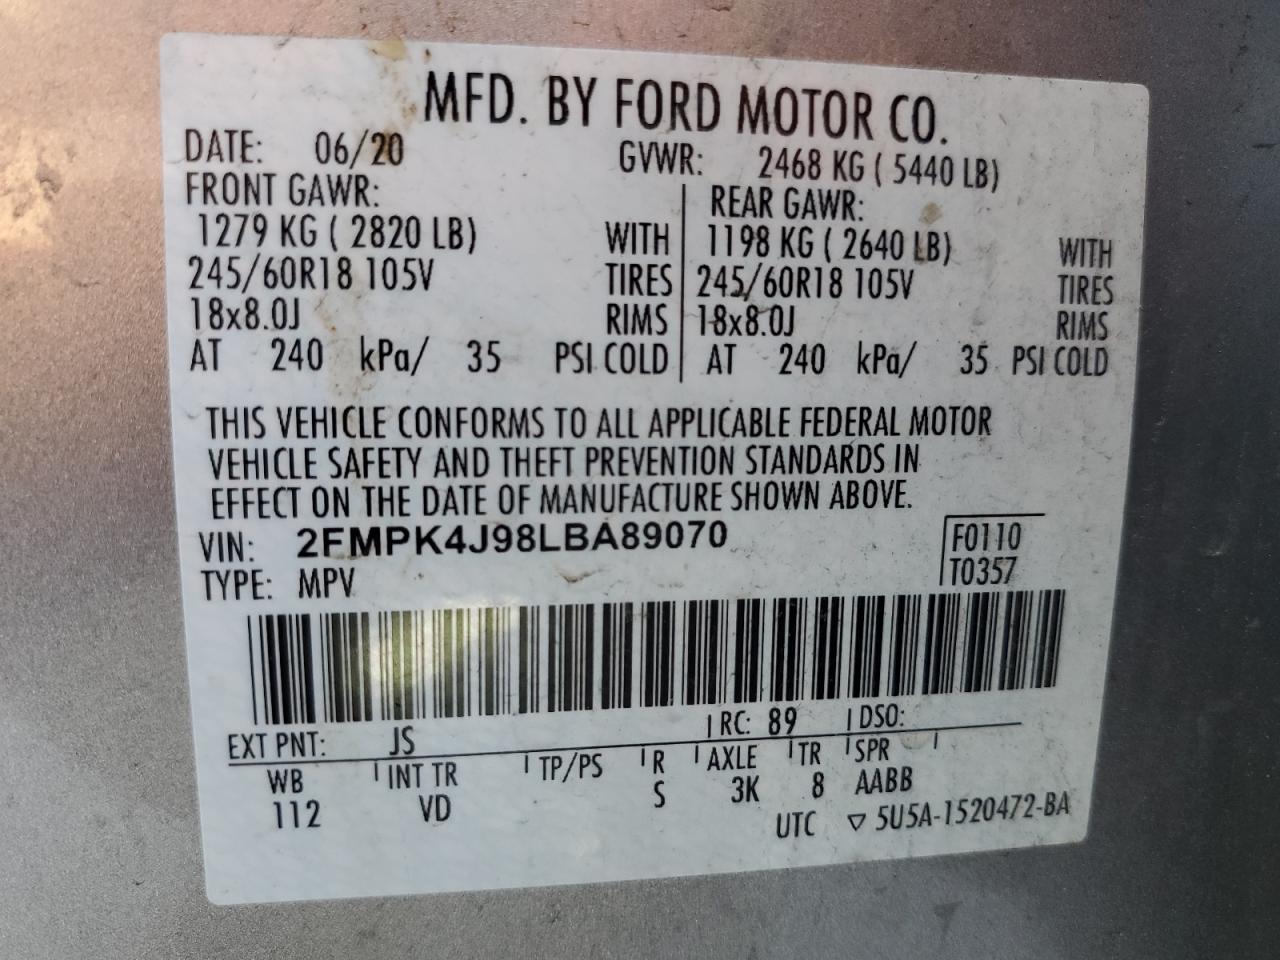 MFD. BY FORD MOTOR CO.
DATE: 06/20 GVWR: 2468 KG ( 5440 LB)
FRONT GAWR: REAR GAWR:
1279 KG ( 2820 LB) WITH 1198 KG ( 2640 LB) WITH
245/60R18 105V TIRES 245/60R18 105V TIRES
18x8.0J RIMS 18x8.0J RIMS
AT 240 kPa/ 35 PSI COLD AT 240 kPa/ 35 PSI COLD
THIS VEHICLE CONFORMS TO ALL APPLICABLE FEDERAL MOTOR
VEHICLE SAFETY AND THEFT PREVENTION STANDARDS IN
EFFECT ON THE DATE OF MANUFACTURE SHOWN ABOVE.
VIN: 2FMPK4J98LBA89070 F0110
TYPE: MPV T0357
EXT PNT: JS RC: 89 DSO:
WB INT TR TP/PS R AXLE TR SPR
112 VD S 3K 8 AABB
UTC ▽ 5U5A-1520472-BA